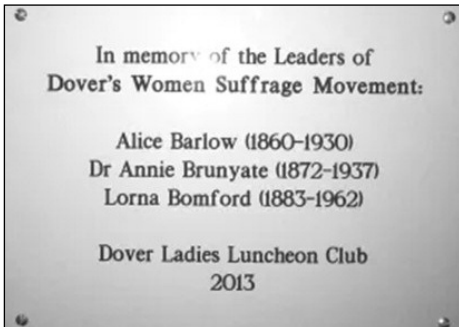 In memory of the Leaders of
Dover's Women Suffrage Movement:
Alice Barlow (1860-1930)
Dr Annie Brunyate (1872-1937)
Lorna Bomford (1883-1962)
Dover Ladies Luncheon Club
2013